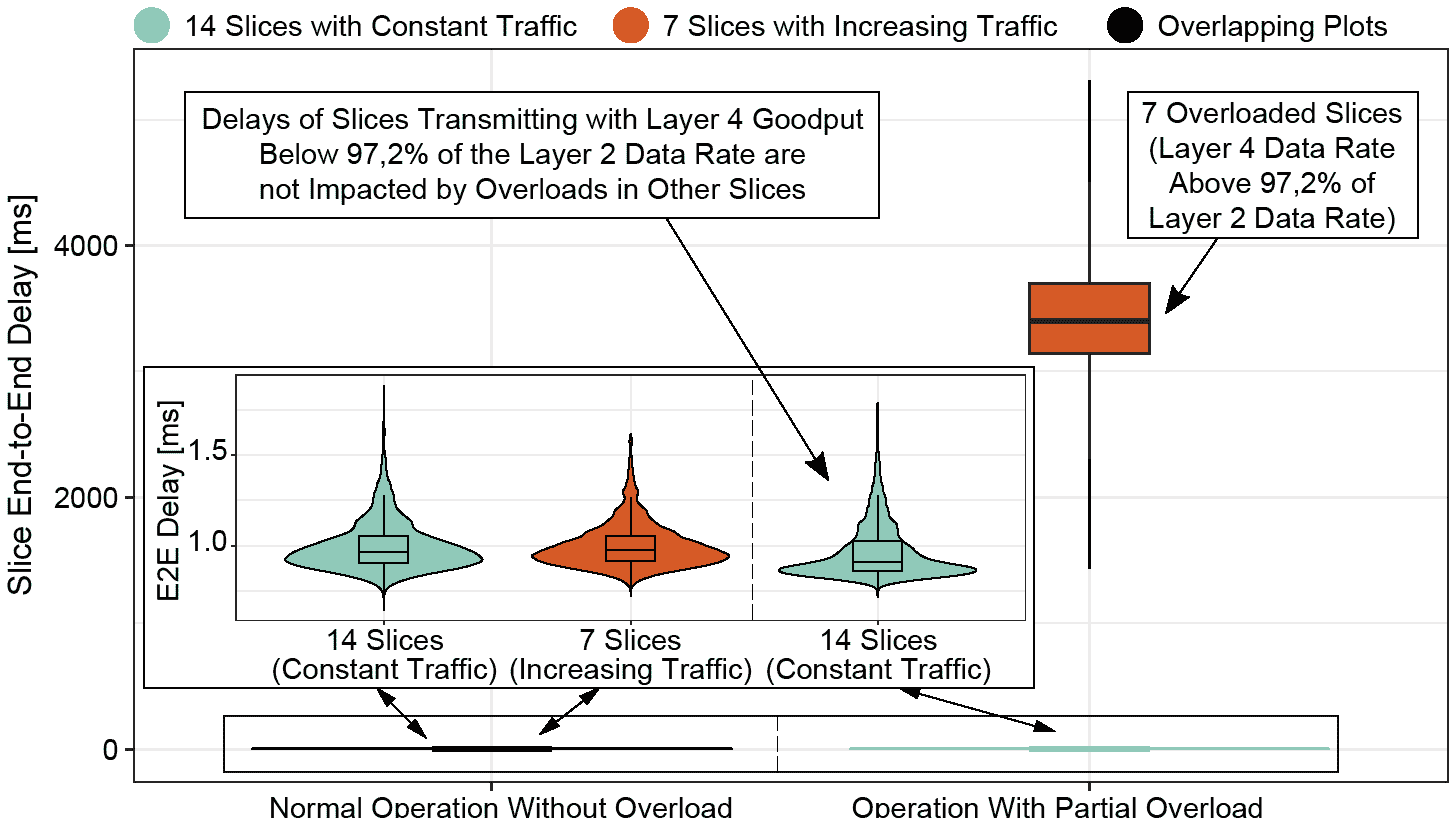 14 Slices with Constant Traffic
7 Slices with Increasing Traffic
Overlapping Plots
Delays of Slices Transmitting with Layer 4 Goodput
Below 97,2% of the Layer 2 Data Rate are
not Impacted by Overloads in Other Slices
7 Overloaded Slices
(Layer 4 Data Rate
Above 97,2% of
Layer 2 Data Rate)
Slice End-to-End Delay [ms]
4000
2000
0
E2E Delay [ms]
1.5
1.0
14 Slices
(Constant Traffic)
7 Slices
(Increasing Traffic)
14 Slices
(Constant Traffic)
Normal Operation Without Overload
Operation With Partial Overload